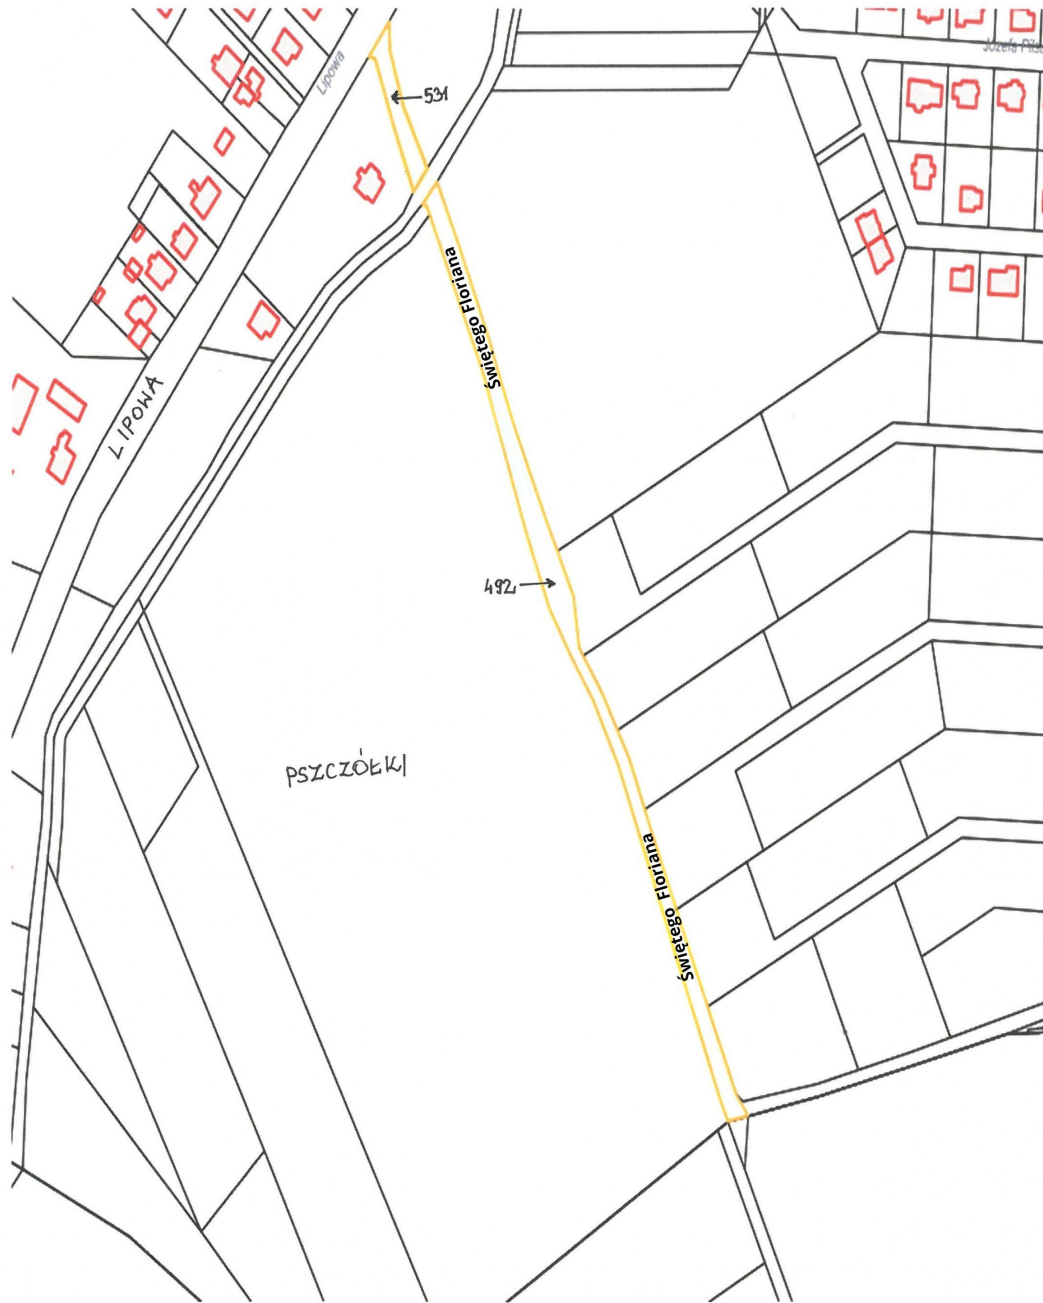 Lipowa
Józefa Piłs
531
Świętego Floriana
LIPOWA
492
PSZCZÓŁKI
Świętego Floriana